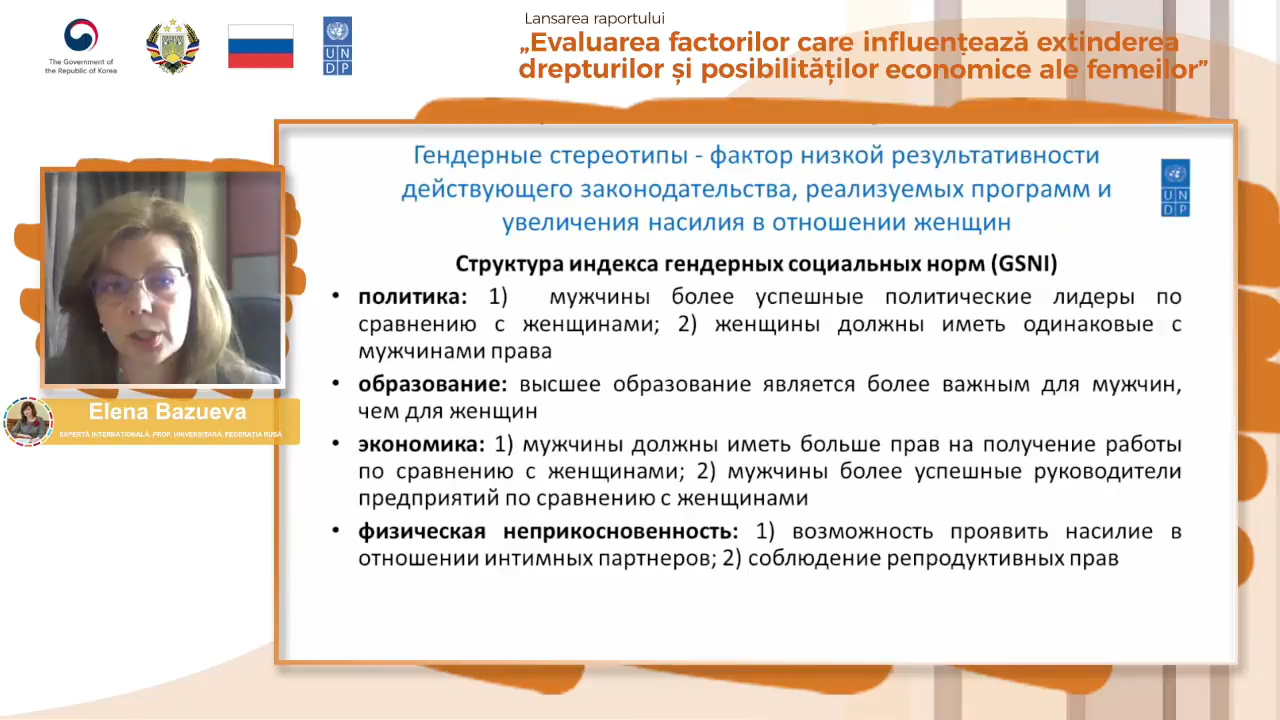 The Government of
the Republic of Korea
UN
DP
Lansarea raportului
„Evaluarea factorilor care influențează extinderea
drepturilor și posibilităților economice ale femeilor”
Гендерные стереотипы - фактор низкой результативности
действующего законодательства, реализуемых программ и
увеличения насилия в отношении женщин
UN
DP
Структура индекса гендерных социальных норм (GSNI)
• политика: 1) мужчины более успешные политические лидеры по
сравнению с женщинами; 2) женщины должны иметь одинаковые с
мужчинами права
• образование: высшее образование является более важным для мужчин,
чем для женщин
• экономика: 1) мужчины должны иметь больше прав на получение работы
по сравнению с женщинами; 2) мужчины более успешные руководители
предприятий по сравнению с женщинами
• физическая неприкосновенность: 1) возможность проявить насилие в
отношении интимных партнеров; 2) соблюдение репродуктивных прав
Elena Bazueva
EXPERTĂ INTERNAȚIONALĂ, PROF. UNIVERSITARĂ, FEDERAȚIA RUSĂ